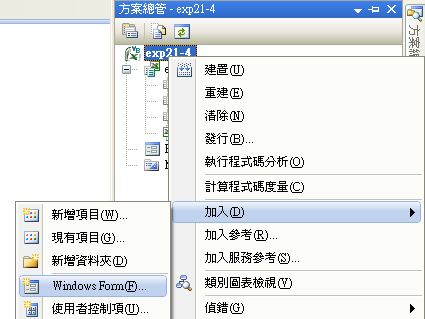 方案總管 - exp21-4
exp21-4
建置(U)
重建(E)
清除(N)
發行(B)...
執行程式碼分析(O)
計算程式碼度量(C)
加入(D)
加入參考(R)...
加入服務參考(S)...
類別圖表檢視(Y)
偵錯(G)
新增項目(W)...
現有項目(G)...
新增資料夾(D)
Windows Form(F)...
使用者控制項(U)...
方案總